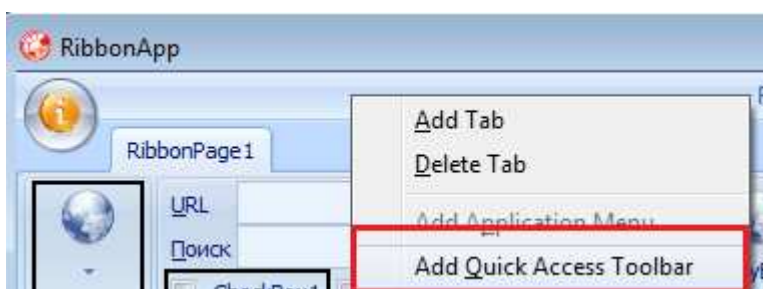 RibbonApp
Add Tab
RibbonPage1
Delete Tab
URL
Add Application Menu
Поиск
Add Quick Access Toolbar